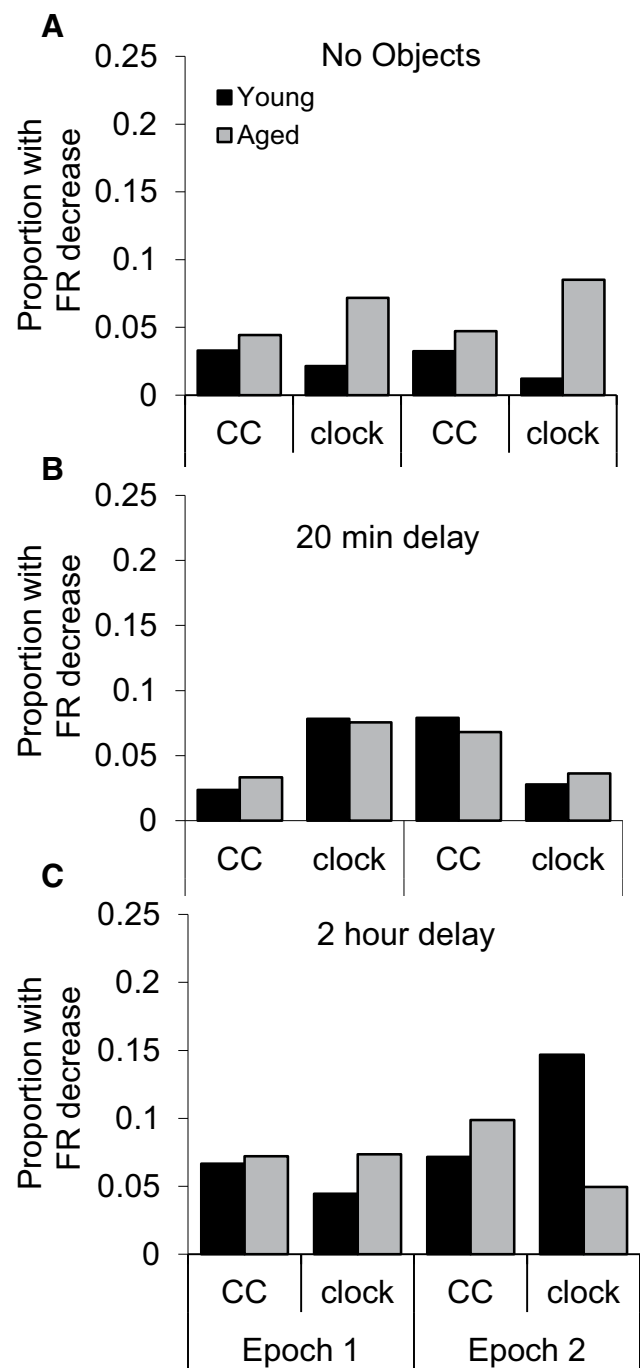 A
No Objects
Young
Aged
Proportion with
FR decrease
0.25
0.2
0.15
0.1
0.05
0
CC clock CC clock
B
20 min delay
Proportion with
FR decrease
0.25
0.2
0.15
0.1
0.05
0
CC clock CC clock
C
2 hour delay
Proportion with
FR decrease
0.25
0.2
0.15
0.1
0.05
0
CC clock CC clock
Epoch 1 Epoch 2